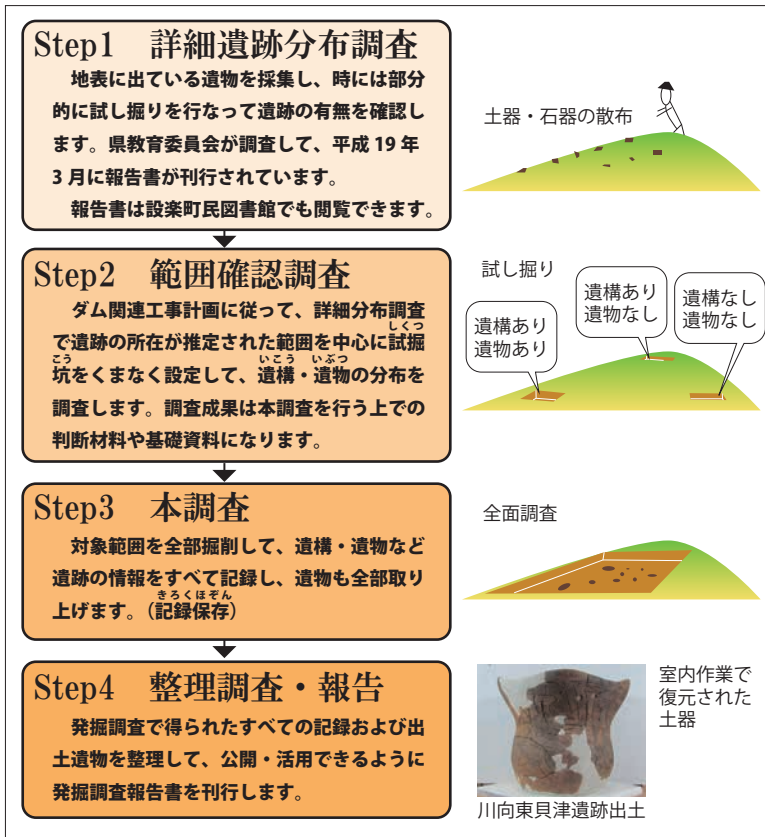 Step1 詳細遺跡分布調査
地表に出ている遺物を採集し、時には部分
的に試し掘りを行なって遺跡の有無を確認し
ます。県教育委員会が調査して、平成 19 年
3 月に報告書が刊行されています。
報告書は設楽町民図書館でも閲覧できます。
土器・石器の散布
Step2 範囲確認調査
ダム関連工事計画に従って、詳細分布調査
で遺跡の所在が推定された範囲を中心に試掘
しくつ
坑をくまなく設定して、遺構・遺物の分布を
こう いこう いぶつ
調査します。調査成果は本調査を行う上での
判断材料や基礎資料になります。
試し掘り
遺構あり
遺物あり
遺構あり
遺物なし
遺構なし
遺物なし
Step3 本調査
対象範囲を全部掘削して、遺構・遺物など
遺跡の情報をすべて記録し、遺物も全部取り
上げます。（記録保存）
きろくほぞん
全面調査
Step4 整理調査・報告
発掘調査で得られたすべての記録および出
土遺物を整理して、公開・活用できるように
発掘調査報告書を刊行します。
室内作業で
復元された
土器
川向東貝津遺跡出土